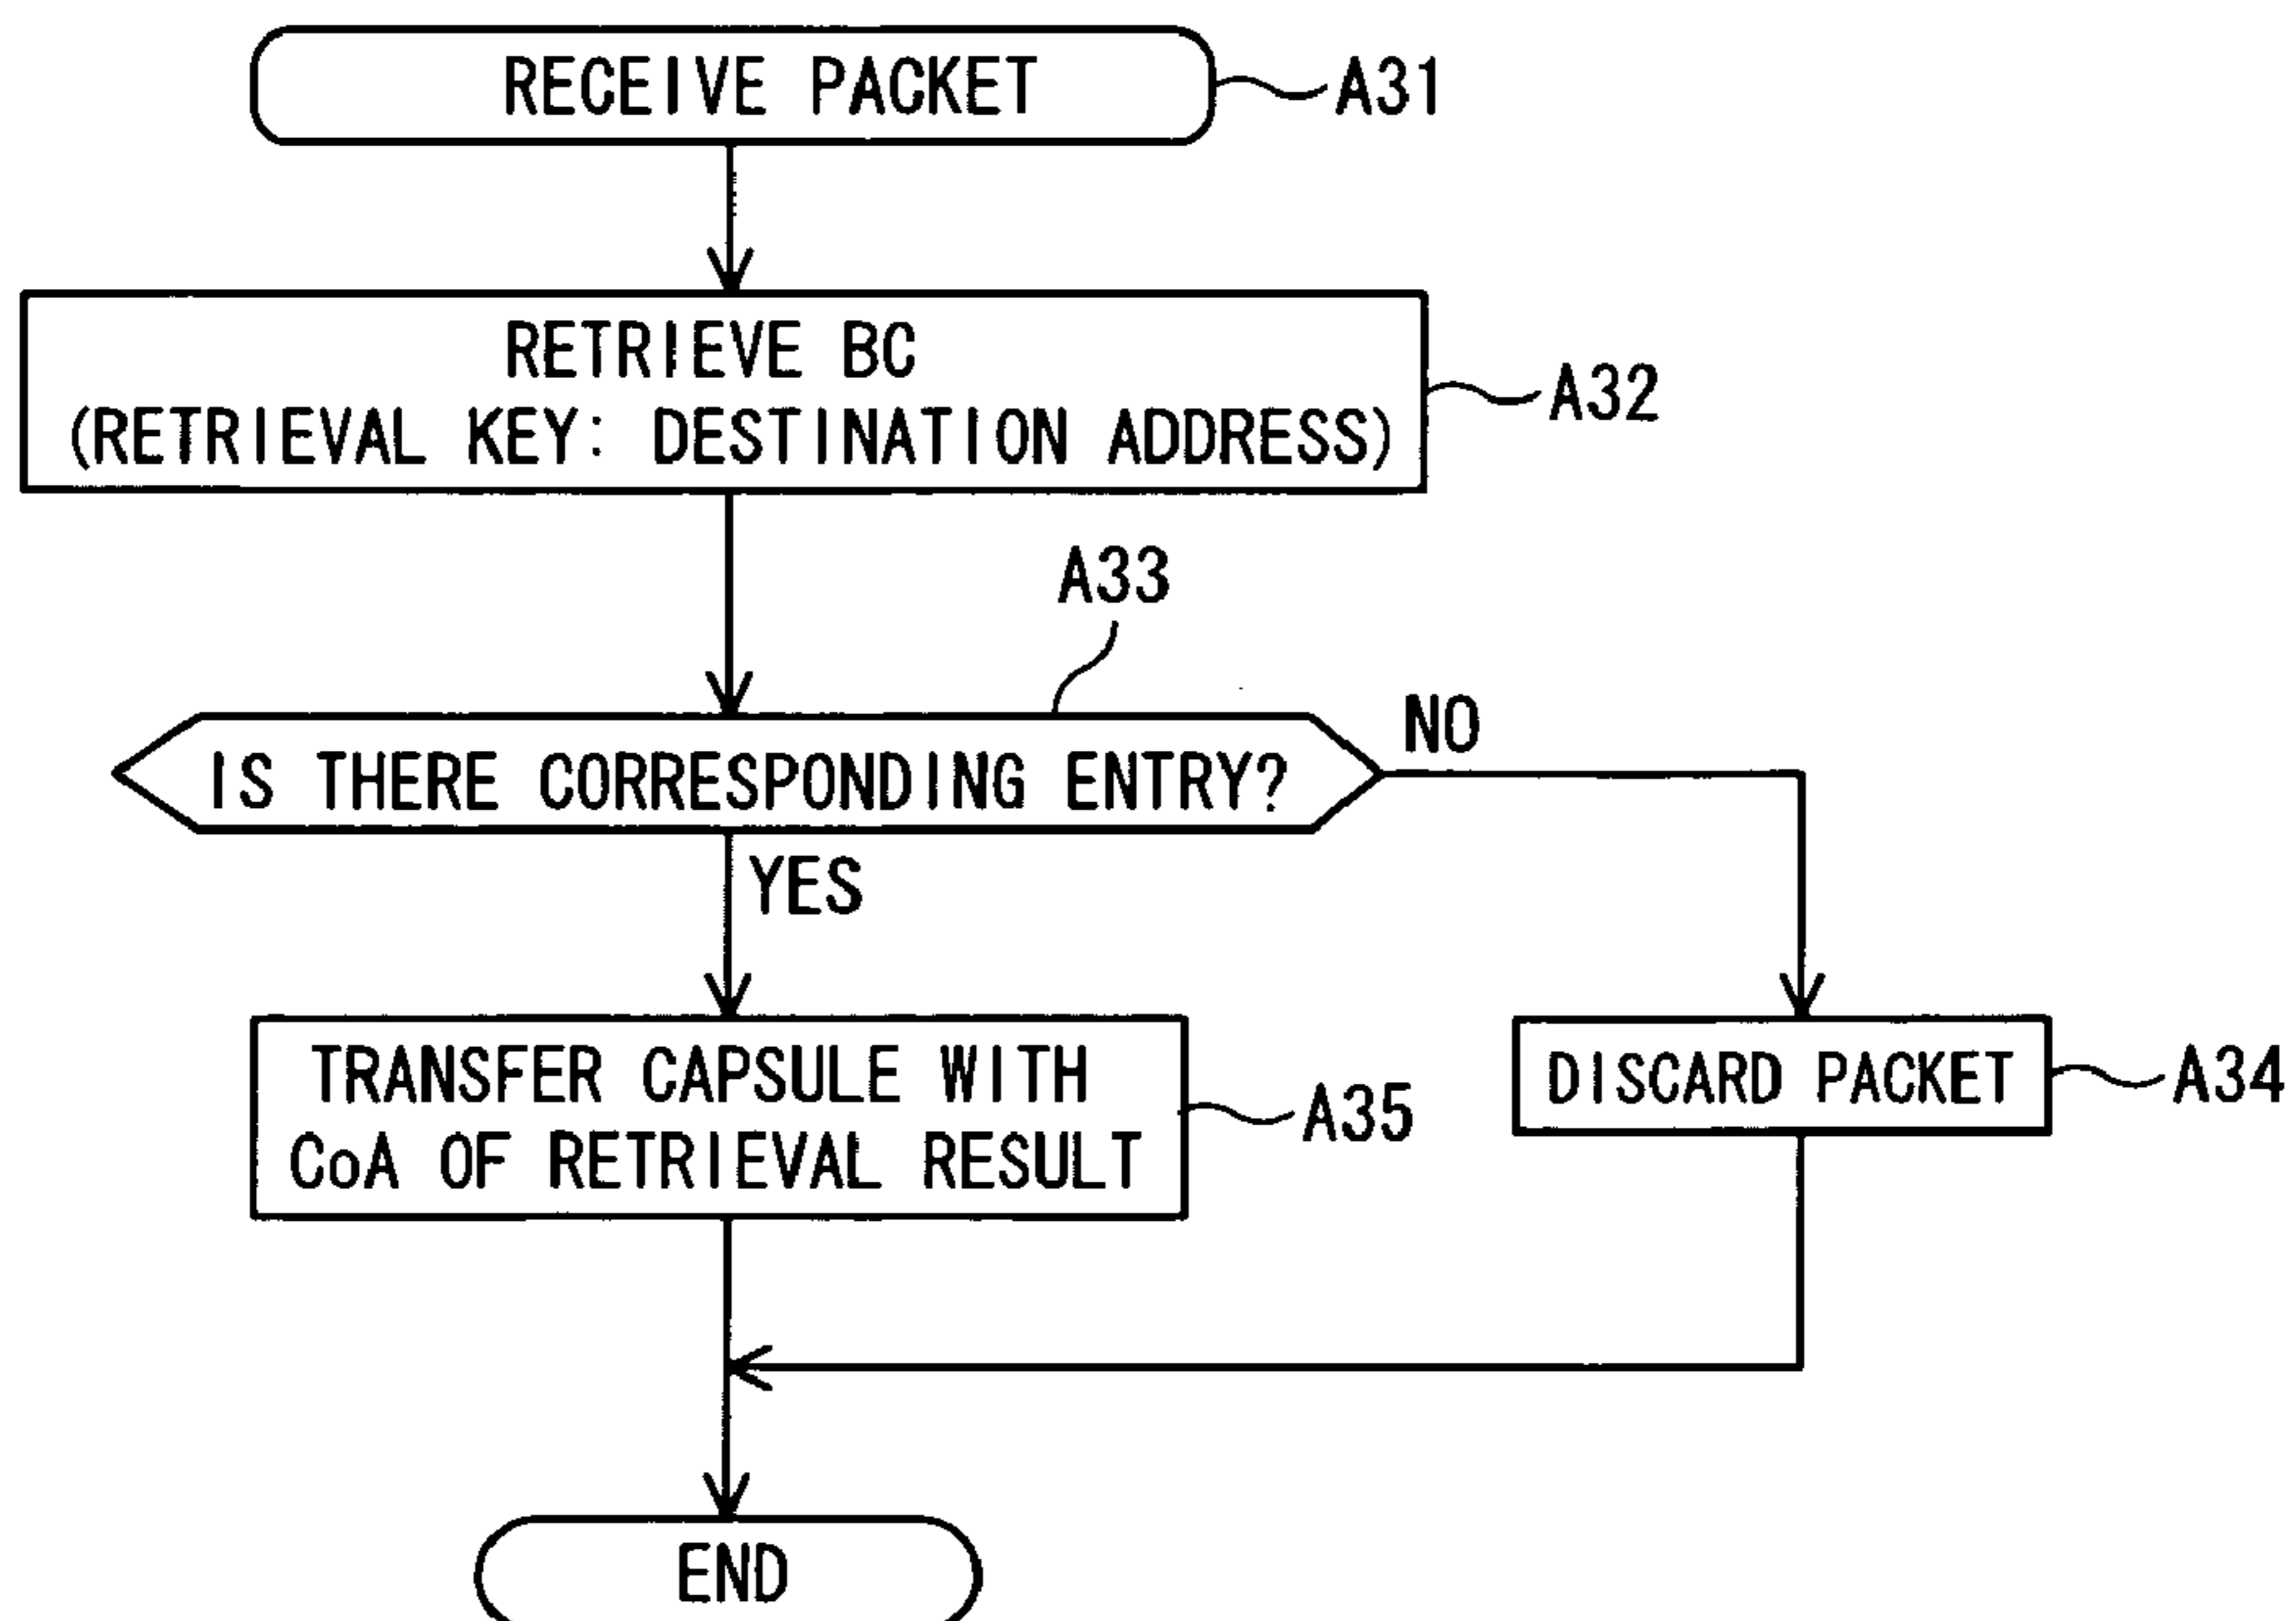 RECEIVE PACKET
A31
RETRIEVE BC
(RETRIEVAL KEY: DESTINATION ADDRESS)
A32
A33
IS THERE CORRESPONDING ENTRY?
NO
YES
TRANSFER CAPSULE WITH
CoA OF RETRIEVAL RESULT
A35
DISCARD PACKET
A34
END